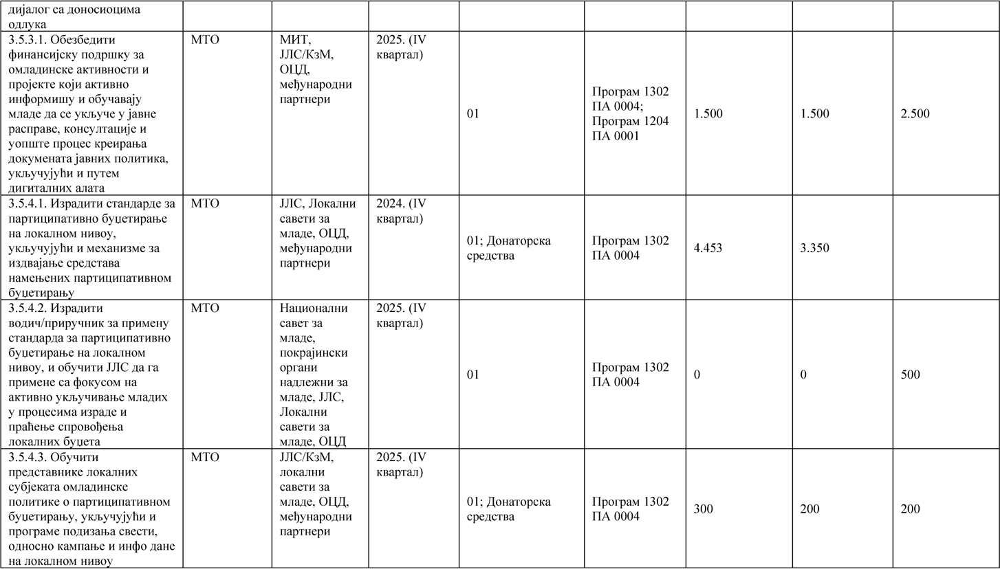 дијалог са доносиоцима
одлука
3.5.3.1. Обезбедити
финансијску подршку за
омладинске активности и
пројекте који активно
информишу и обучавају
младе да се укључе у јавне
расправе, консултације и
уопште процес креирања
докумената јавних политика,
укључујући и путем
дигиталних алата
МТО
МИТ,
ЈЛС/КзМ,
ОЦД,
међународни
партнери
2025. (IV
квартал)
01
Програм 1302
ПА 0004;
Програм 1204
ПА 0001
1.500
1.500
2.500
3.5.4.1. Израдити стандарде за
партиципативно буџетирање
на локалном нивоу,
укључујући и механизме за
издвајање средстава
намењених партиципативном
буџетирању
МТО
ЈЛС, Локални
савети за
младе, ОЦД,
међународни
партнери
2024. (IV
квартал)
01; Донаторска
средства
Програм 1302
ПА 0004
4.453
3.350
3.5.4.2. Израдити
водич/приручник за примену
стандарда за партиципативно
буџетирање на локалном
нивоу, и обучити ЈЛС да га
примене са фокусом на
активно укључивање младих
у процесима израде и
праћење спровођења
локалних буџета
МТО
Национални
савет за
младе,
покрајински
органи
надлежни за
младе, ЈЛС,
Локални
савети за
младе, ОЦД
2025. (IV
квартал)
01
Програм 1302
ПА 0004
0
0
500
3.5.4.3. Обучити
представнике локалних
субјеката омладинске
политике о партиципативном
буџетирању, укључујући и
програме подизања свести,
односно кампање и инфо дане
на локалном нивоу
МТО
ЈЛС/КзМ,
локални
савети за
младе, ОЦД,
међународни
партнери
2025. (IV
квартал)
01; Донаторска
средства
Програм 1302
ПА 0004
300
200
200